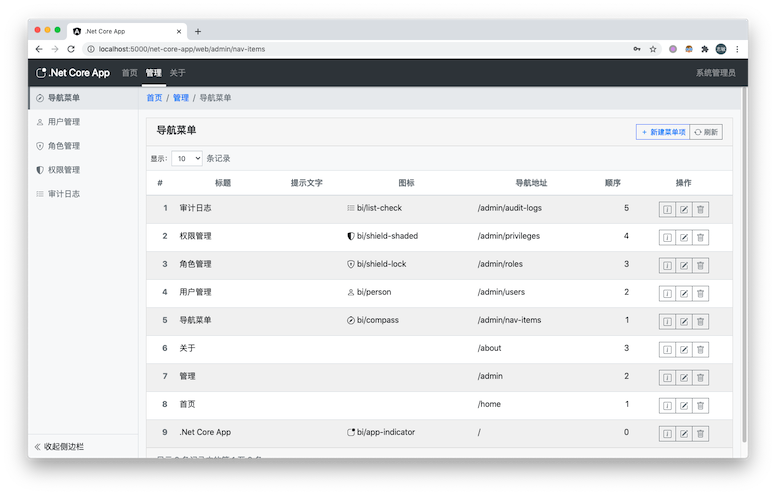 .Net Core App
localhost:5000/net-core-app/web/admin/nav-items
.Net Core App 首页 管理 关于 系统管理员
导航菜单
用户管理
角色管理
权限管理
审计日志
收起侧边栏
首页 / 管理 / 导航菜单
导航菜单 + 新建菜单项 刷新
显示: 10 条记录
# 标题 提示文字 图标 导航地址 顺序 操作
1 审计日志 bi/list-check /admin/audit-logs 5
2 权限管理 bi/shield-shaded /admin/privileges 4
3 角色管理 bi/shield-lock /admin/roles 3
4 用户管理 bi/person /admin/users 2
5 导航菜单 bi/compass /admin/nav-items 1
6 关于 /about 3
7 管理 /admin 2
8 首页 /home 1
9 .Net Core App bi/app-indicator / 0